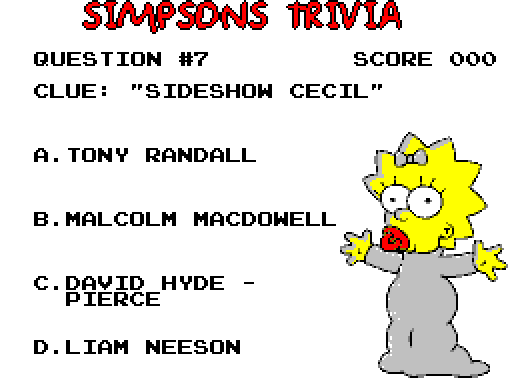 SIMPSONS TRIVIA
QUESTION #7 SCORE 000
CLUE: "SIDESHOW CECIL"
A.TONY RANDALL
B.MALCOLM MACDOWELL
C.DAVID HYDE -
PIERCE
D.LIAM NEESON